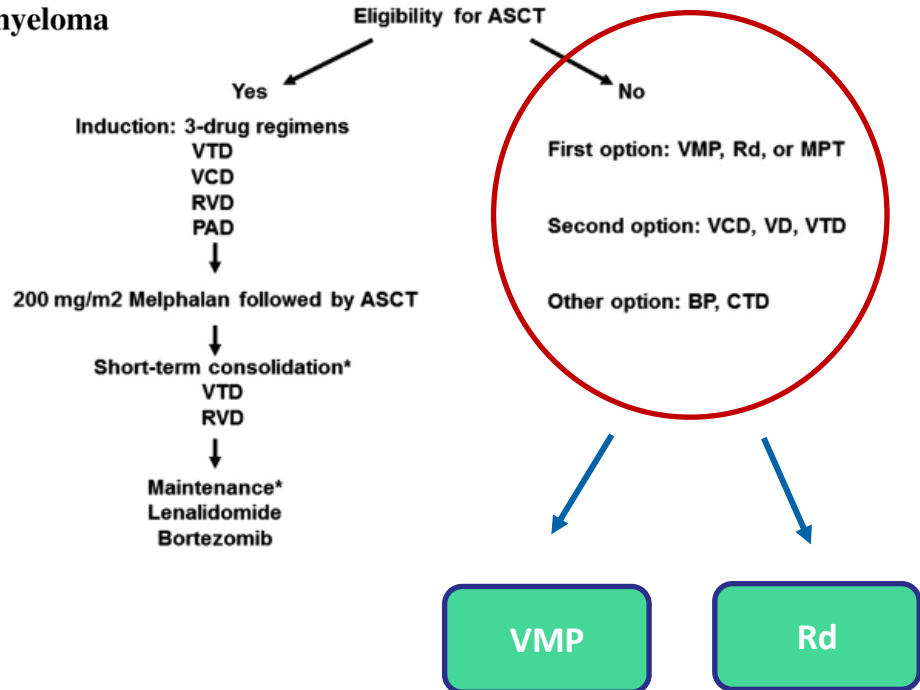 nyeloma
Eligibility for ASCT
Yes
Induction: 3-drug regimens
VTD
VCD
RVD
PAD
200 mg/m2 Melphalan followed by ASCT
Short-term consolidation*
VTD
RVD
Maintenance*
Lenalidomide
Bortezomib
No
First option: VMP, Rd, or MPT
Second option: VCD, VD, VTD
Other option: BP, CTD
VMP
Rd